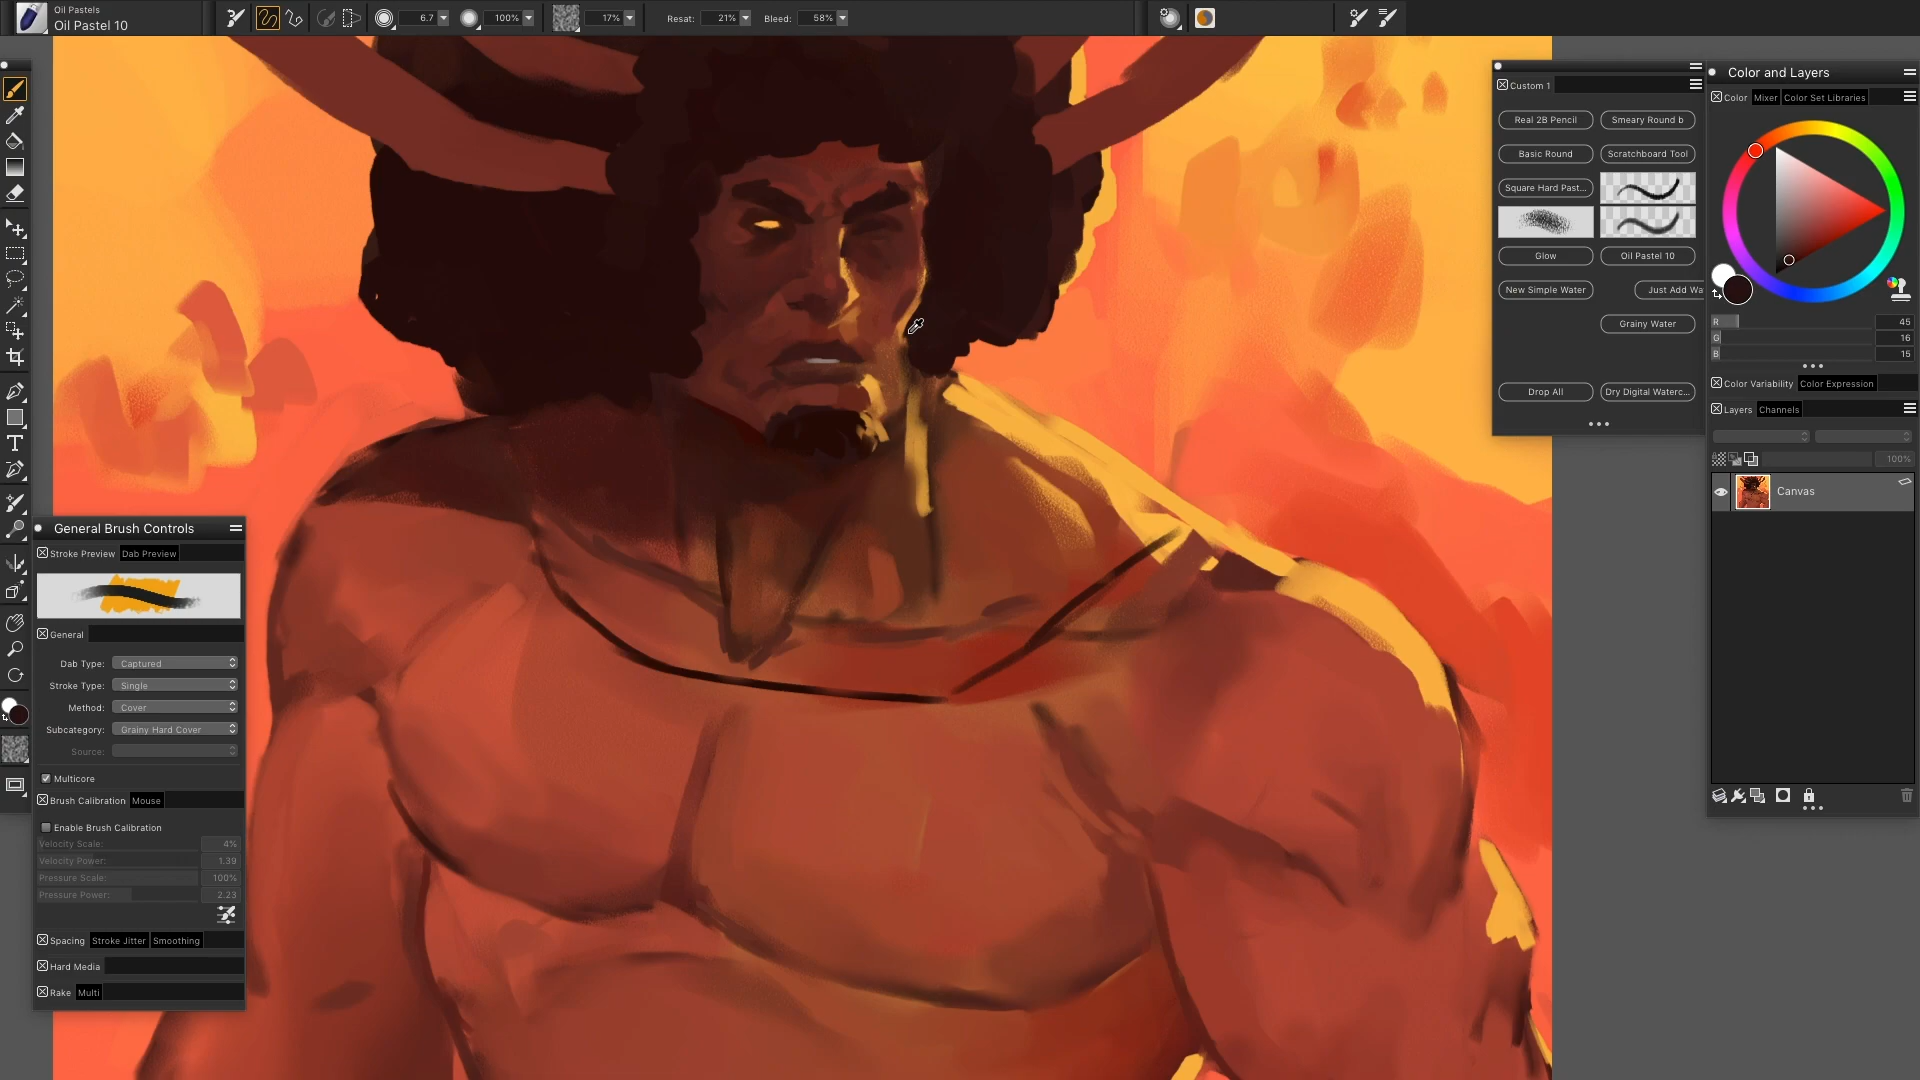 Oil Pastels
Oil Pastel 10
6.7
100%
17%
Resat: 21%
Bleed: 58%
Custom 1
Real 2B Pencil
Smeary Round b
Basic Round
Scratchboard Tool
Square Hard Past...
Glow
Oil Pastel 10
New Simple Water
Just Add Wa
Grainy Water
Drop All
Dry Digital Waterc...
Color and Layers
Color Mixer Color Set Libraries
R 45
G 16
B 15
Color Variability Color Expression
Layers Channels
100%
Canvas
T
General Brush Controls
Stroke Preview Dab Preview
General
Dab Type: Captured
Stroke Type: Single
Method: Cover
Subcategory: Grainy Hard Cover
Source:
Multicore
Brush Calibration Mouse
Enable Brush Calibration
Velocity Scale: 4%
Velocity Power: 1.39
Pressure Scale: 100%
Pressure Power: 2.23
Spacing Stroke Jitter Smoothing
Hard Media
Rake Multi